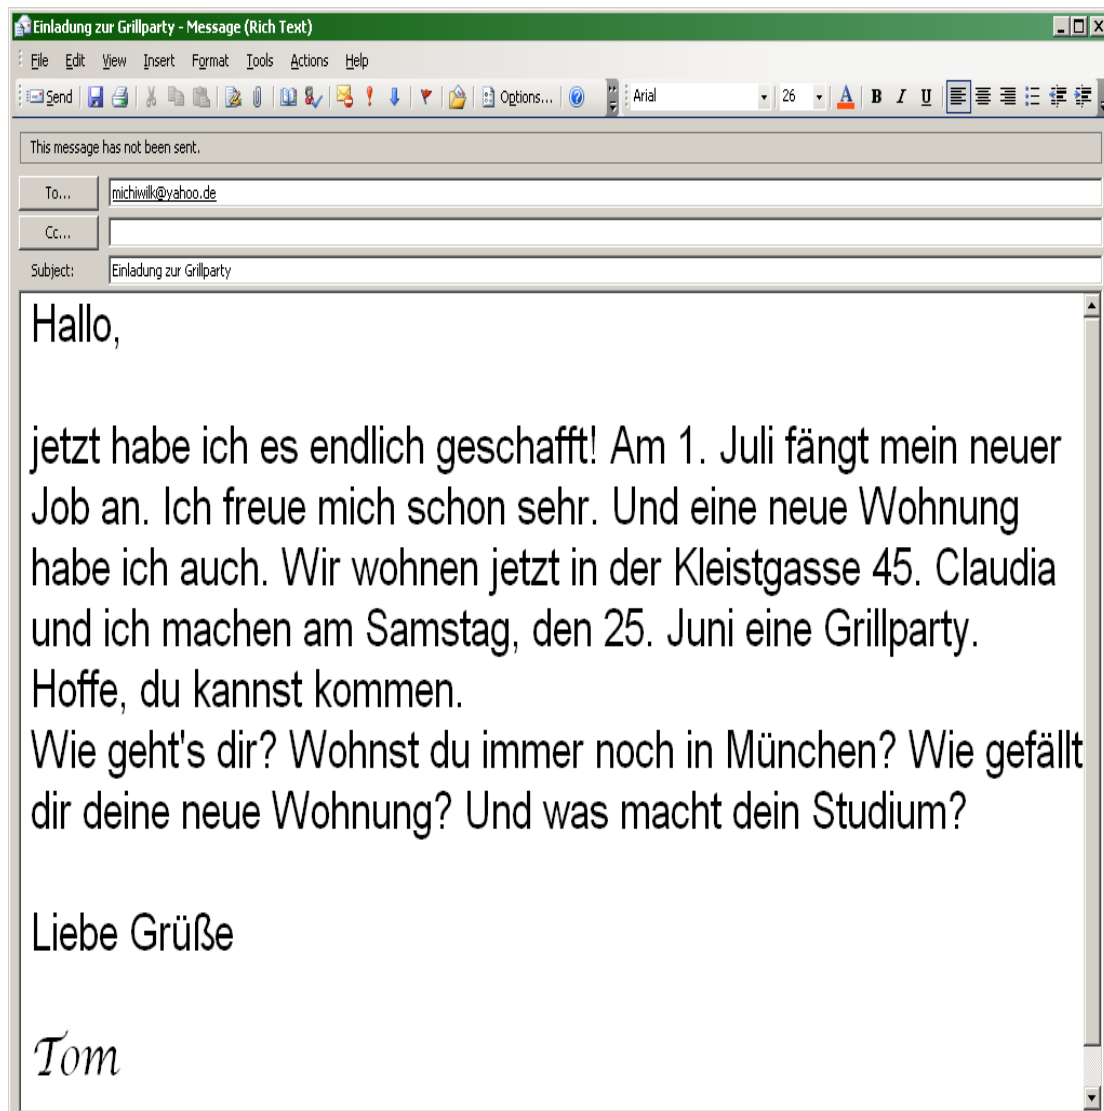 Einladung zur Grillparty - Message (Rich Text)
File Edit View Insert Format Tools Actions Help
Send Options... Arial 26 A B I U
This message has not been sent.
To... michiwilk@yahoo.de
Cc...
Subject: Einladung zur Grillparty
Hallo,
jetzt habe ich es endlich geschafft! Am 1. Juli fängt mein neuer
Job an. Ich freue mich schon sehr. Und eine neue Wohnung
habe ich auch. Wir wohnen jetzt in der Kleistgasse 45. Claudia
und ich machen am Samstag, den 25. Juni eine Grillparty.
Hoffe, du kannst kommen.
Wie geht's dir? Wohnst du immer noch in München? Wie gefällt
dir deine neue Wohnung? Und was macht dein Studium?
Liebe Grüße
Tom